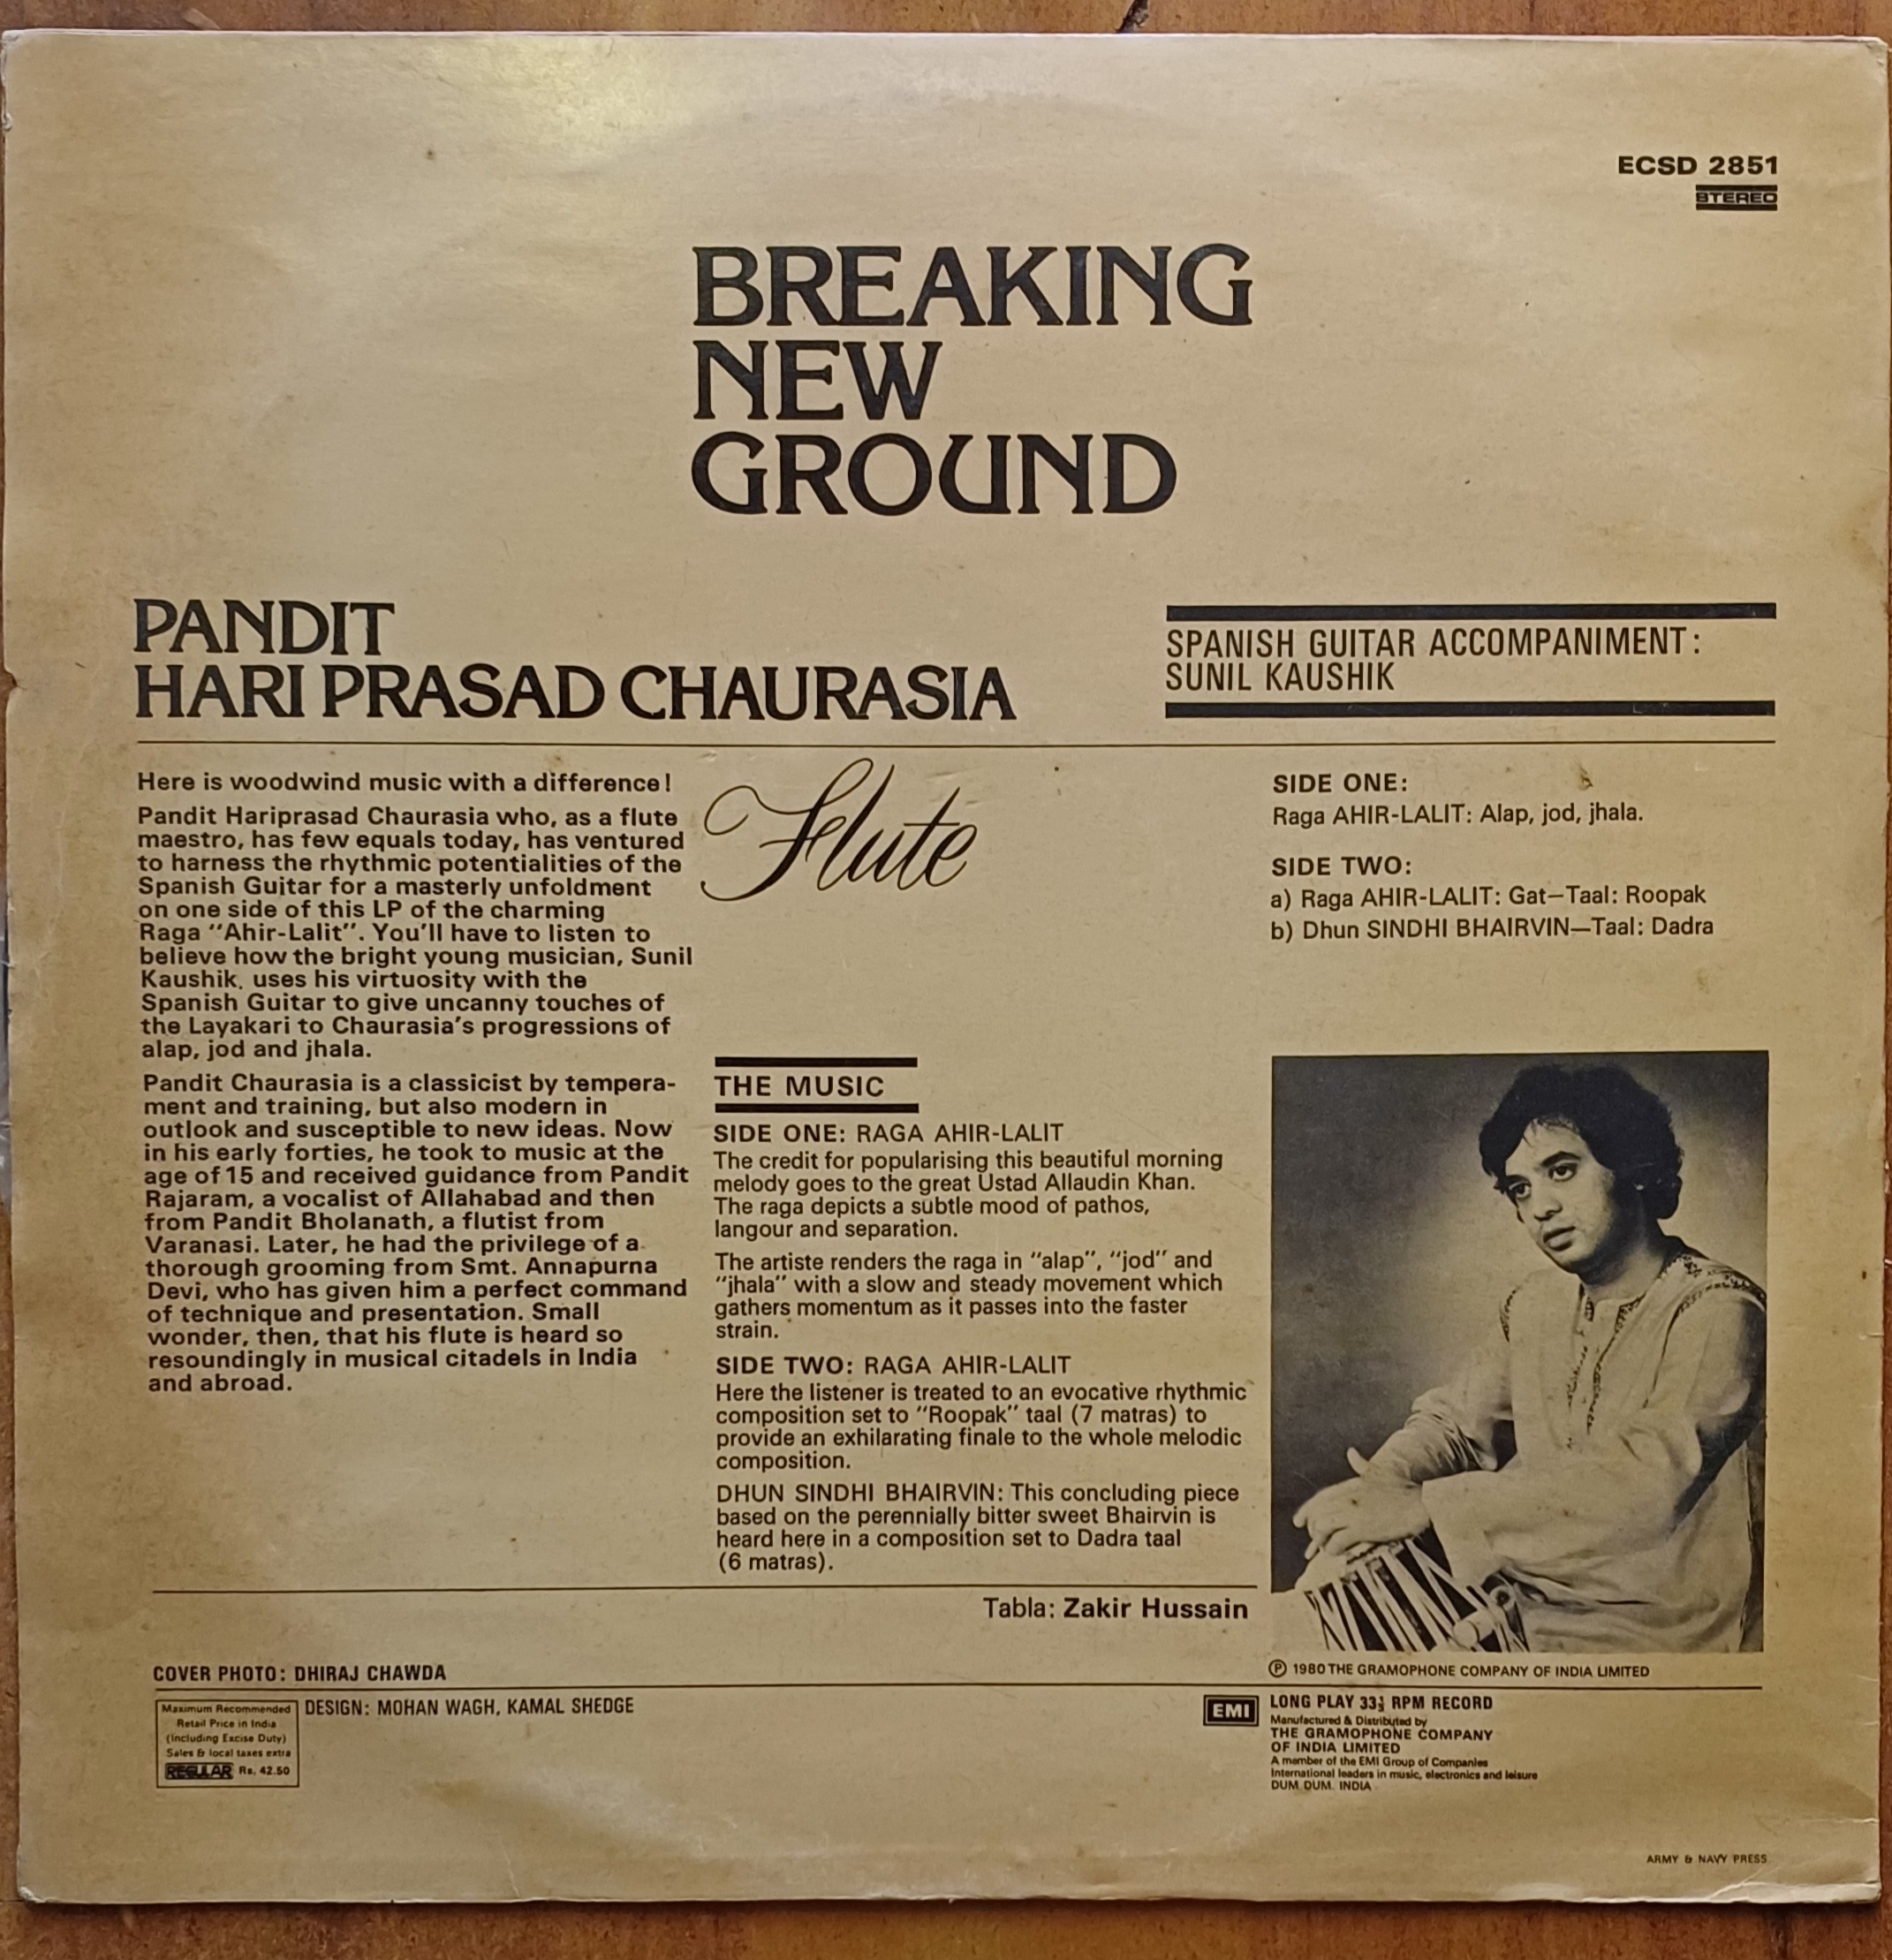 ECSD 2851
STEREO
BREAKING
NEW
GROUND
PANDIT
HARI PRASAD CHAURASIA
SPANISH GUITAR ACCOMPANIMENT:
SUNIL KAUSHIK
Here is woodwind music with a difference!
Pandit Hariprasad Chaurasia who, as a flute
maestro, has few equals today, has ventured
to harness the rhythmic potentialities of the
Spanish Guitar for a masterly unfoldment
on one side of this LP of the charming
Raga "Ahir-Lalit". You'll have to listen to
believe how the bright young musician, Sunil
Kaushik, uses his virtuosity with the
Spanish Guitar to give uncanny touches of
the Layakari to Chaurasia's progressions of
alap, jod and jhala.
Pandit Chaurasia is a classicist by tempera-
ment and training, but also modern in
outlook and susceptible to new ideas. Now
in his early forties, he took to music at the
age of 15 and received guidance from Pandit
Rajaram, a vocalist of Allahabad and then
from Pandit Bholanath, a flutist from
Varanasi. Later, he had the privilege of a
thorough grooming from Smt. Annapurna
Devi, who has given him a perfect command
of technique and presentation. Small
wonder, then, that his flute is heard so
resoundingly in musical citadels in India
and abroad.
Flute
THE MUSIC
SIDE ONE: RAGA AHIR-LALIT
The credit for popularising this beautiful morning
melody goes to the great Ustad Allaudin Khan.
The raga depicts a subtle mood of pathos,
langour and separation.
The artiste renders the raga in "alap", "jod" and
"jhala" with a slow and steady movement which
gathers momentum as it passes into the faster
strain.
SIDE TWO: RAGA AHIR-LALIT
Here the listener is treated to an evocative rhythmic
composition set to "Roopak" taal (7 matras) to
provide an exhilarating finale to the whole melodic
composition.
DHUN SINDHI BHAIRVIN: This concluding piece
based on the perennially bitter sweet Bhairvin is
heard here in a composition set to Dadra taal
(6 matras).
Tabla: Zakir Hussain
SIDE ONE:
Raga AHIR-LALIT: Alap, jod, jhala.
SIDE TWO:
a) Raga AHIR-LALIT: Gat—Taal: Roopak
b) Dhun SINDHI BHAIRVIN—Taal: Dadra
COVER PHOTO: DHIRAJ CHAWDA
DESIGN: MOHAN WAGH, KAMAL SHEDGE
Maximum Recommended
Retail Price in India
(Including Excise Duty)
Sales & local taxes extra
REGULAR Rs. 42.50
℗ 1980 THE GRAMOPHONE COMPANY OF INDIA LIMITED
EMI
LONG PLAY 33⅓ RPM RECORD
Manufactured & Distributed by
THE GRAMOPHONE COMPANY
OF INDIA LIMITED
A member of the EMI Group of Companies
International leaders in music, electronics and leisure
DUM DUM. INDIA
ARMY & NAVY PRESS